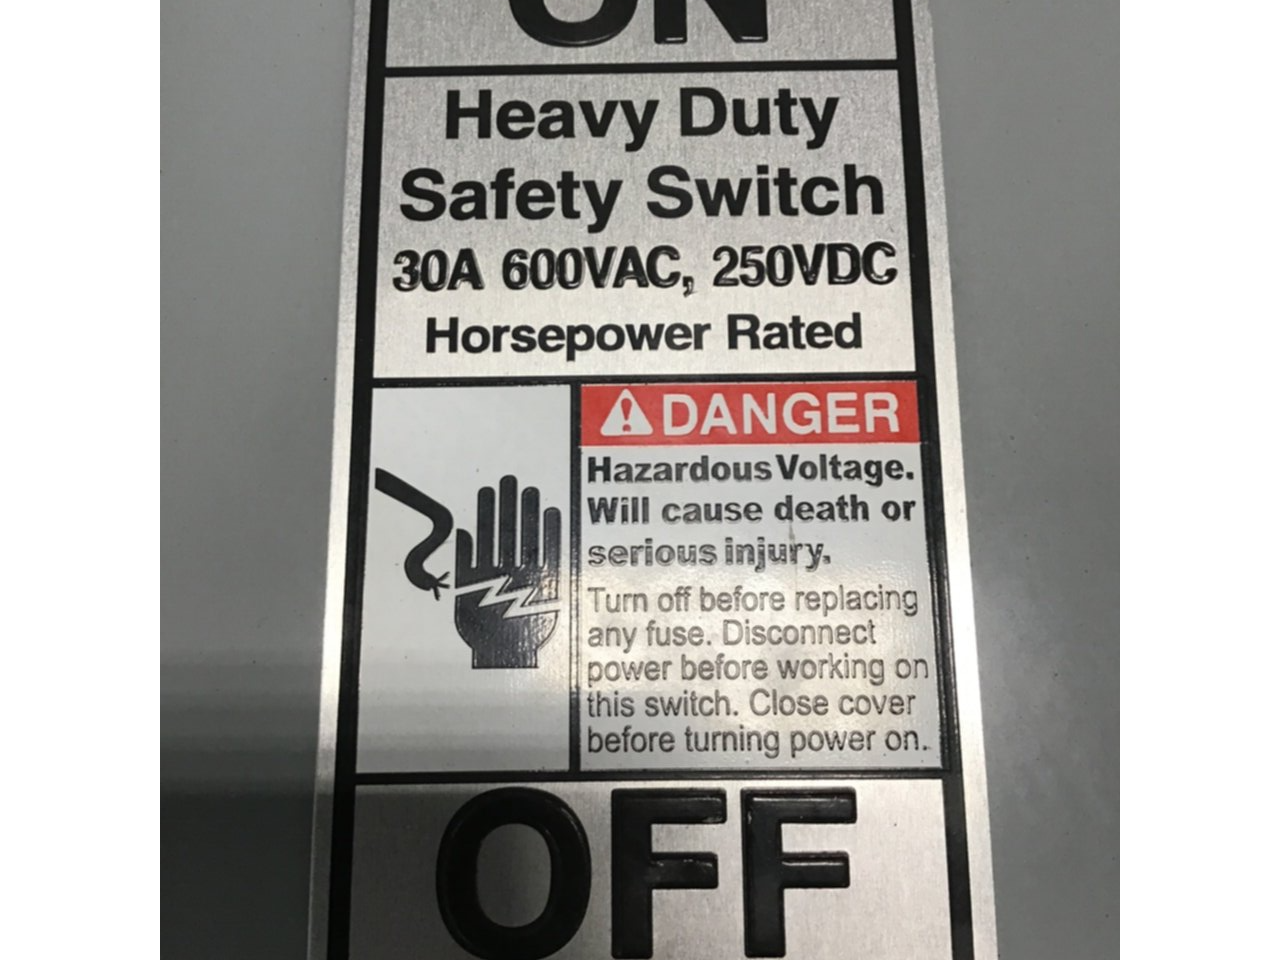 ON
Heavy Duty
Safety Switch
30A 600VAC, 250VDC
Horsepower Rated
DANGER
Hazardous Voltage.
Will cause death or
serious injury.
Turn off before replacing
any fuse. Disconnect
power before working on
this switch. Close cover
before turning power on.
OFF